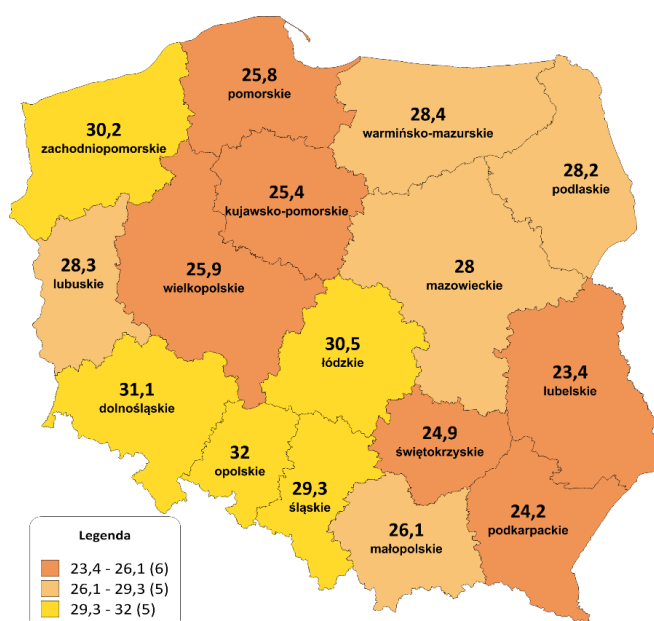 25,8
pomorskie
28,4
warmińsko-mazurskie
30,2
zachodniopomorskie
28,2
podlaskie
25,4
kujawsko-pomorskie
28,3
lubuskie
25,9
wielkopolskie
28
mazowieckie
30,5
łódzkie
23,4
lubelskie
31,1
dolnośląskie
24,9
świętokrzyskie
32
opolskie
29,3
śląskie
24,2
podkarpackie
26,1
małopolskie
Legenda
23,4 - 26,1 (6)
26,1 - 29,3 (5)
29,3 - 32 (5)